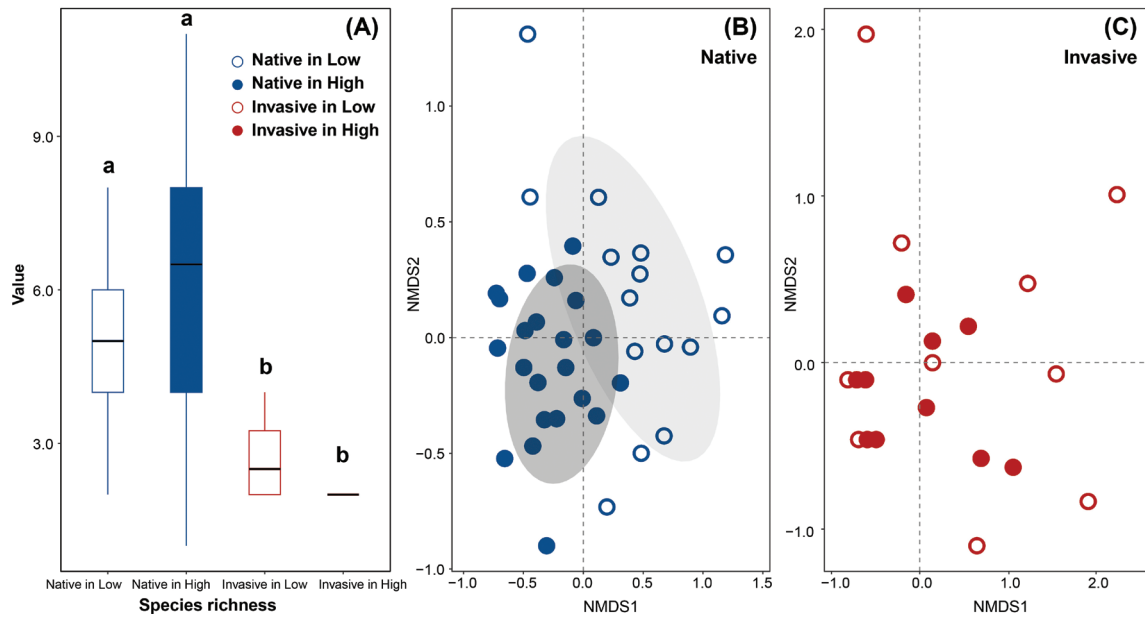 a
(A)
Native in Low
Native in High
Invasive in Low
Invasive in High
9.0
a
Value
6.0
b
3.0
b
Native in Low
Native in High
Invasive in Low
Invasive in High
Species richness
(B)
Native
1.0
0.5
NMDS2
0.0
−0.5
−1.0
−1.0
−0.5
0.0
0.5
1.0
1.5
NMDS1
(C)
Invasive
2.0
1.0
NMDS2
0.0
−1.0
−1.0
0.0
1.0
2.0
NMDS1